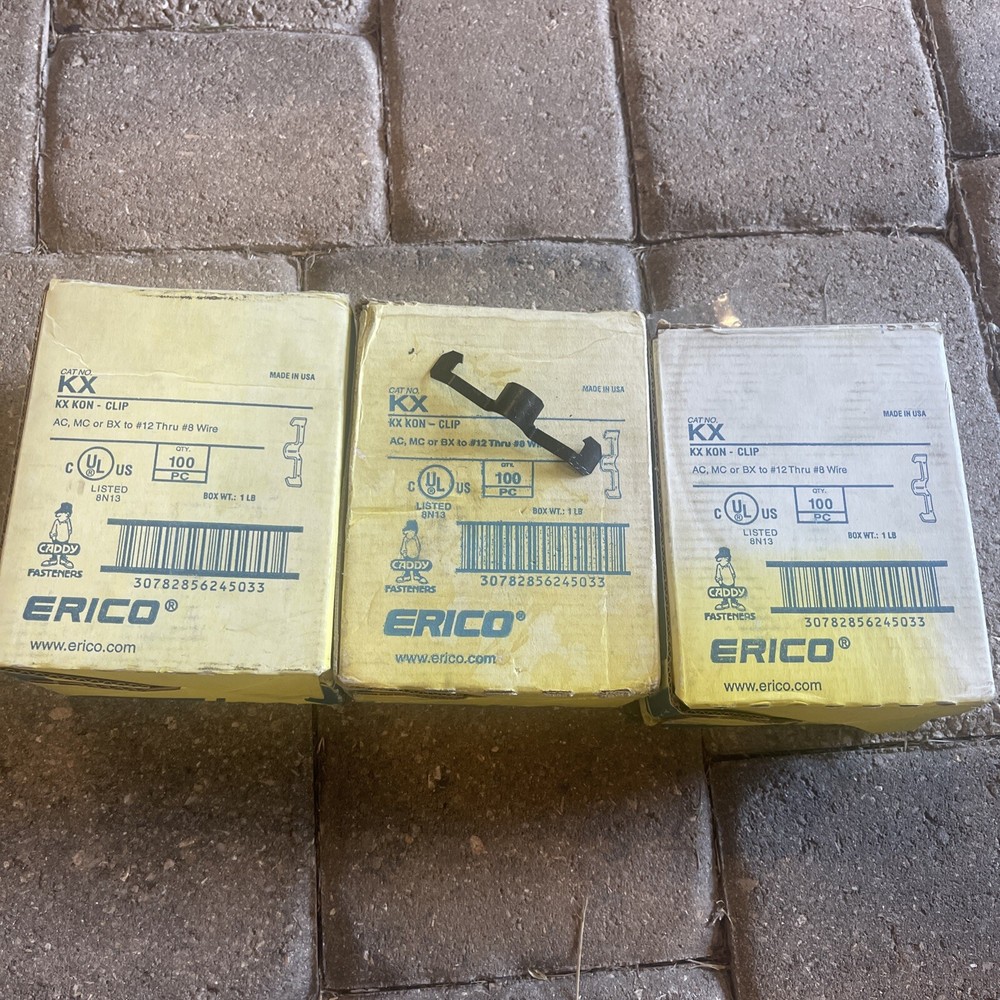 CAT NO.
KX
MADE IN USA
KX KON - CLIP
AC, MC or BX to #12 Thru #8 Wire
C UL US
LISTED
8N13
QTY.
100
PC
BOX WT.: 1 LB
CADDY
FASTENERS
30782856245033
ERICO®
www.erico.com
CAT NO.
KX
MADE IN USA
KX KON - CLIP
AC, MC or BX to #12 Thru #8
C UL US
LISTED
8N13
QTY.
100
PC
BOX WT.: 1 LB
CADDY
FASTENERS
30782856245033
ERICO®
www.erico.com
CAT NO.
KX
MADE IN USA
KX KON - CLIP
AC, MC or BX to #12 Thru #8 Wire
C UL US
LISTED
8N13
QTY.
100
PC
BOX WT.: 1 LB
CADDY
FASTENERS
30782856245033
ERICO®
www.erico.com